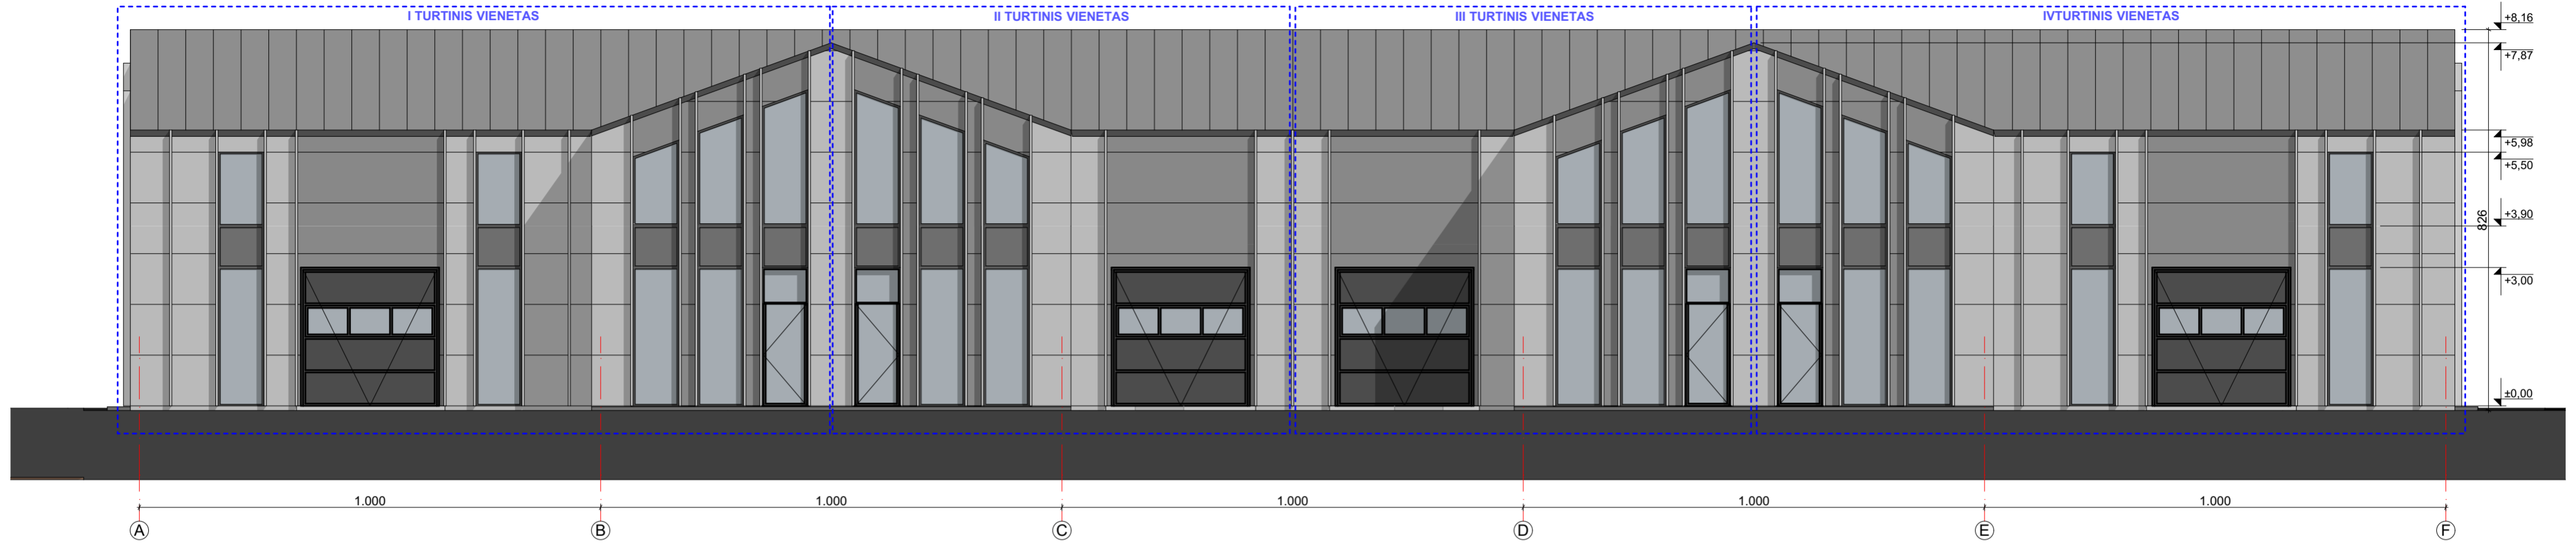 I TURTINIS VIENETAS
II TURTINIS VIENETAS
III TURTINIS VIENETAS
IVTURTINIS VIENETAS
+8,16
+7,87
+5,98
+5,50
+3,90
826
+3,00
±0,00
1.000
1.000
1.000
1.000
1.000
A
B
C
D
E
F